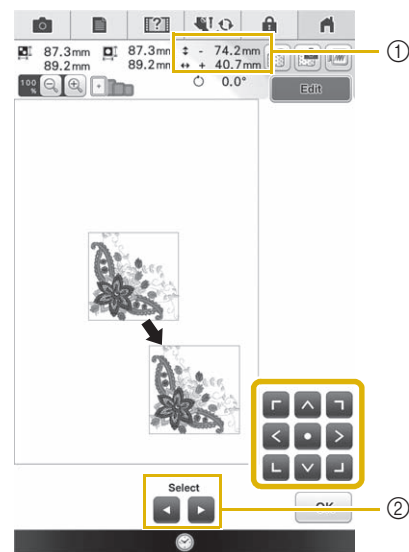 [?]
87.3mm 87.3mm - 74.2mm ①
89.2mm 89.2mm + 40.7mm
100 % 0.0°
Edit
Select
OK
②